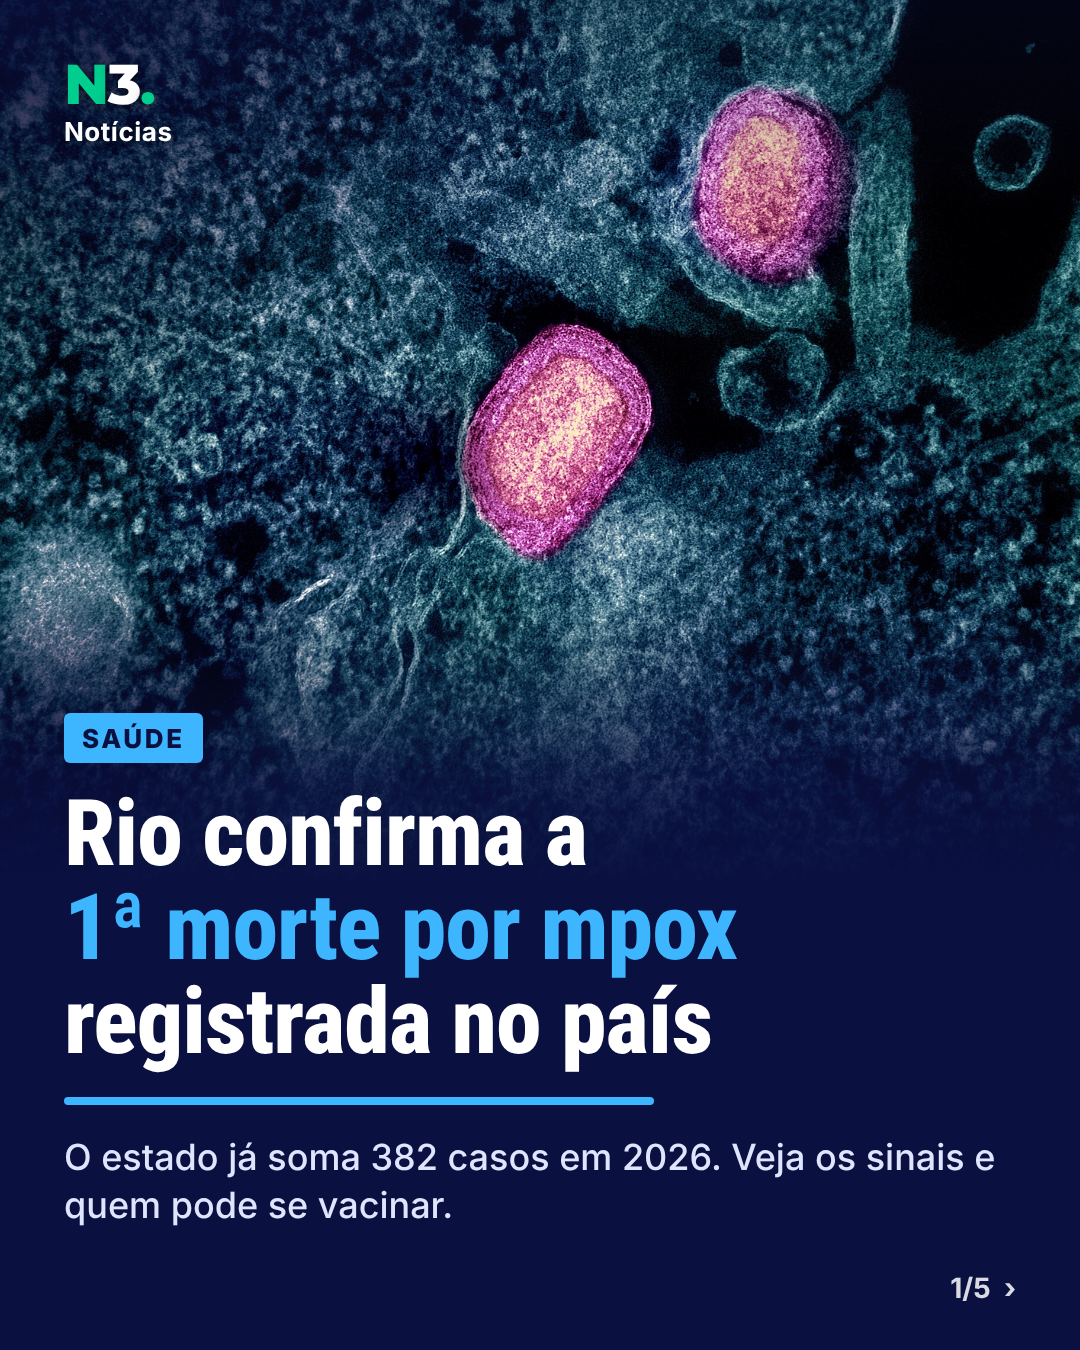 N3.
Notícias
SAÚDE
Rio confirma a
1ª morte por mpox
registrada no país
O estado já soma 382 casos em 2026. Veja os sinais e
quem pode se vacinar.
1/5 ›